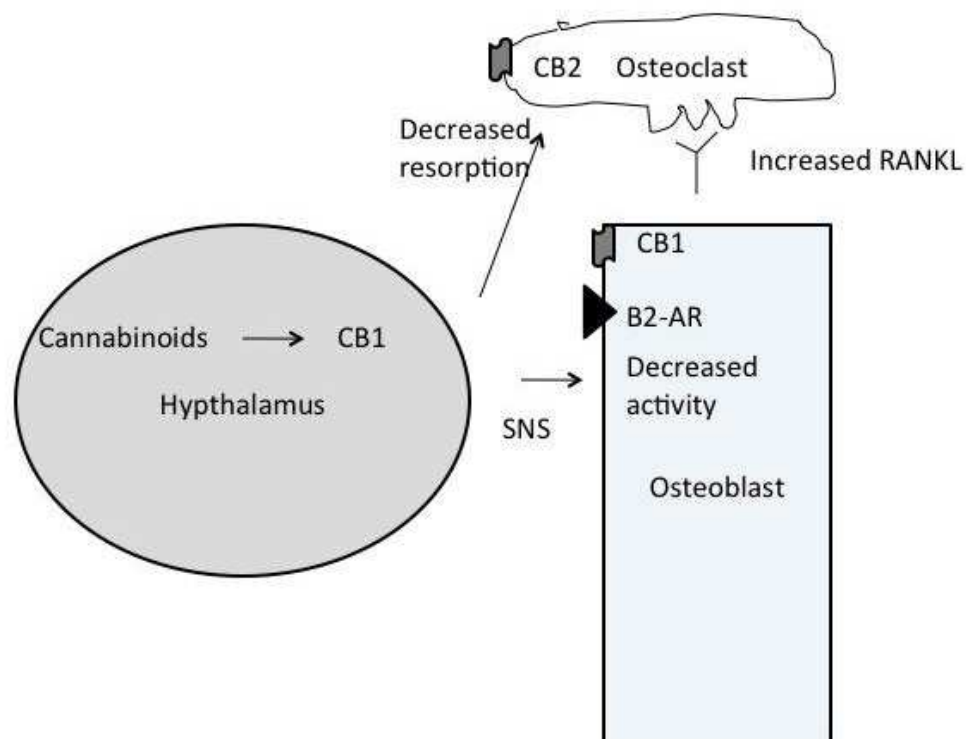 CB2 Osteoclast
Decreased
resorption
Increased RANKL
CB1
Cannabinoids
CB1
B2-AR
Hypthalamus
Decreased
activity
SNS
Osteoblast